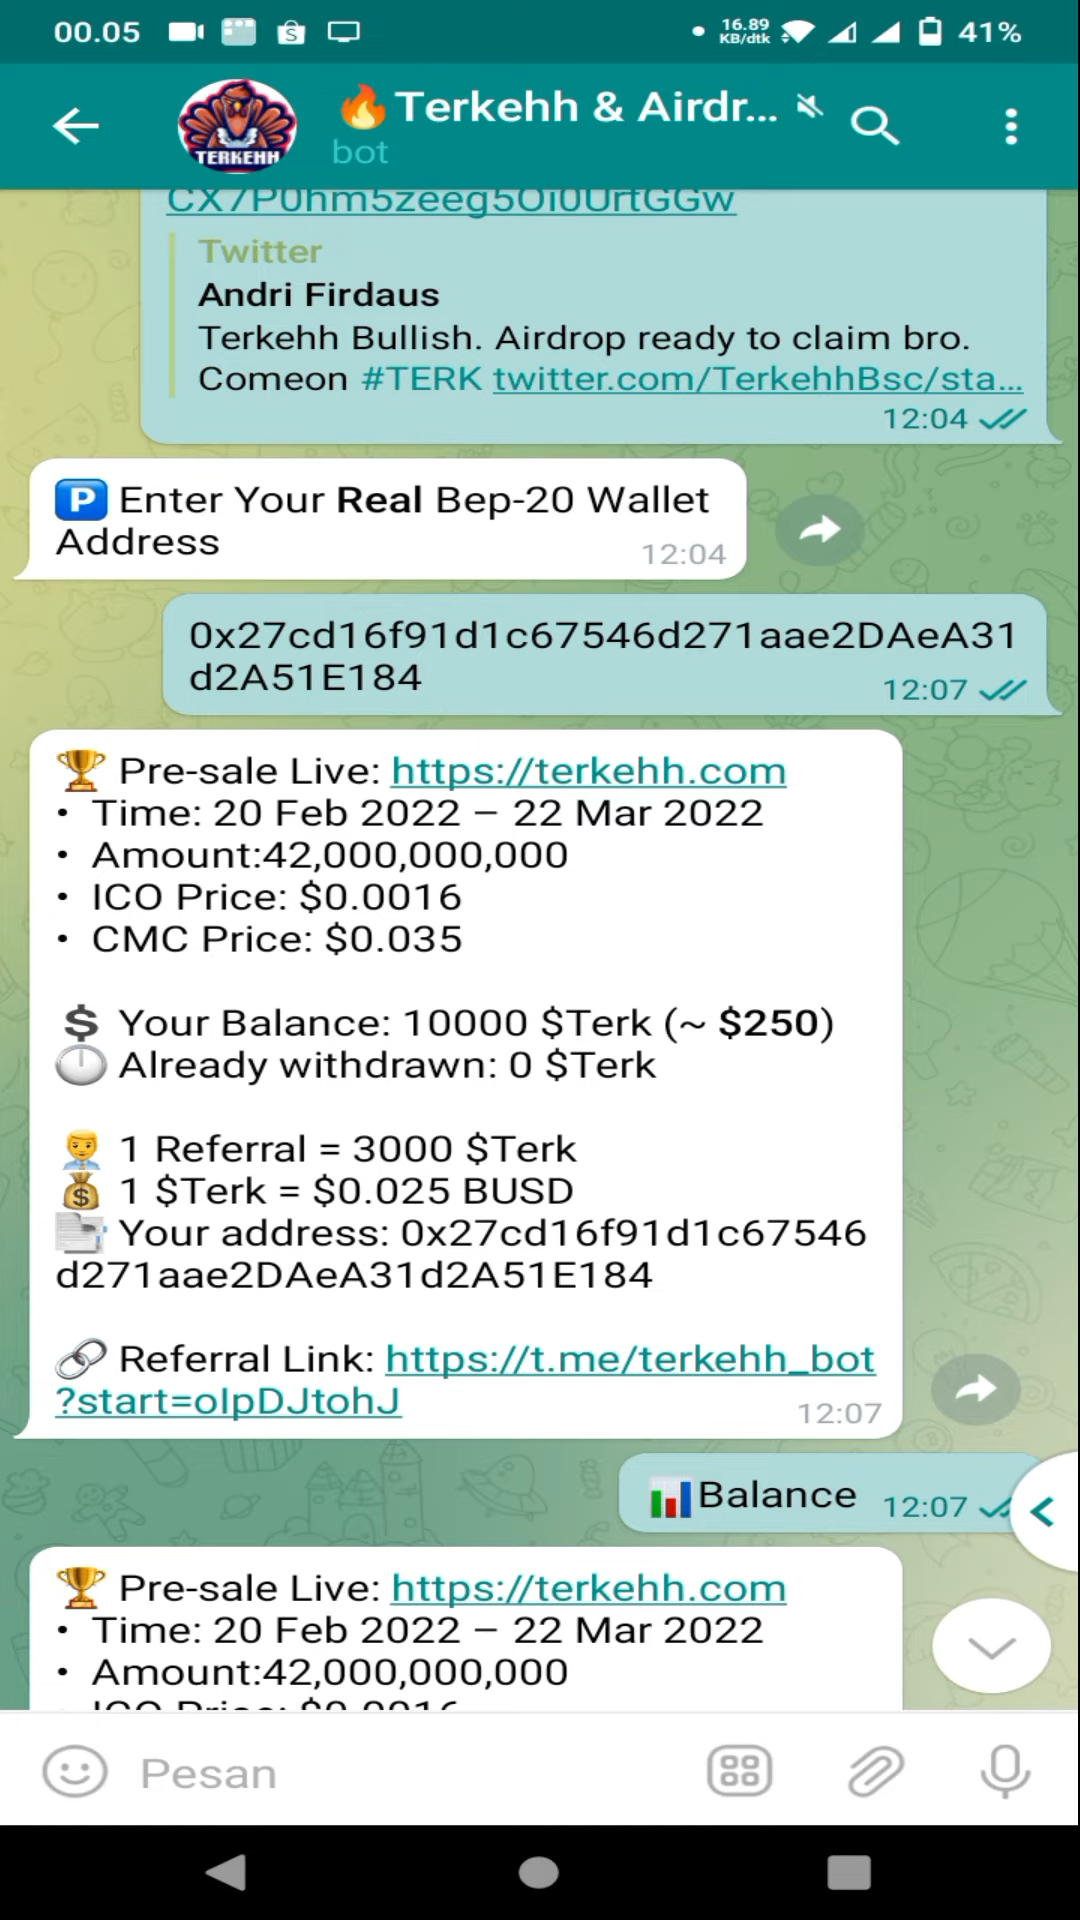 00.05
16.89
KB/dtk
41%
🔥Terkehh & Airdr...
bot
TERKEHH
CX7P0hm5zeeg5Oi0UrtGGw
Twitter
Andri Firdaus
Terkehh Bullish. Airdrop ready to claim bro.
Comeon #TERK twitter.com/TerkehhBsc/sta...
12:04
🅿️ Enter Your Real Bep-20 Wallet
Address
12:04
0x27cd16f91d1c67546d271aae2DAeA31
d2A51E184
12:07
🏆 Pre-sale Live: https://terkehh.com
• Time: 20 Feb 2022 – 22 Mar 2022
• Amount:42,000,000,000
• ICO Price: $0.0016
• CMC Price: $0.035
💲 Your Balance: 10000 $Terk (~ $250)
⏱ Already withdrawn: 0 $Terk
👨‍💼 1 Referral = 3000 $Terk
💰 1 $Terk = $0.025 BUSD
📑 Your address: 0x27cd16f91d1c67546
d271aae2DAeA31d2A51E184
🔗 Referral Link: https://t.me/terkehh_bot
?start=oIpDJtohJ
12:07
📊Balance
12:07
🏆 Pre-sale Live: https://terkehh.com
• Time: 20 Feb 2022 – 22 Mar 2022
• Amount:42,000,000,000
• ICO Price: $0.0016
Pesan